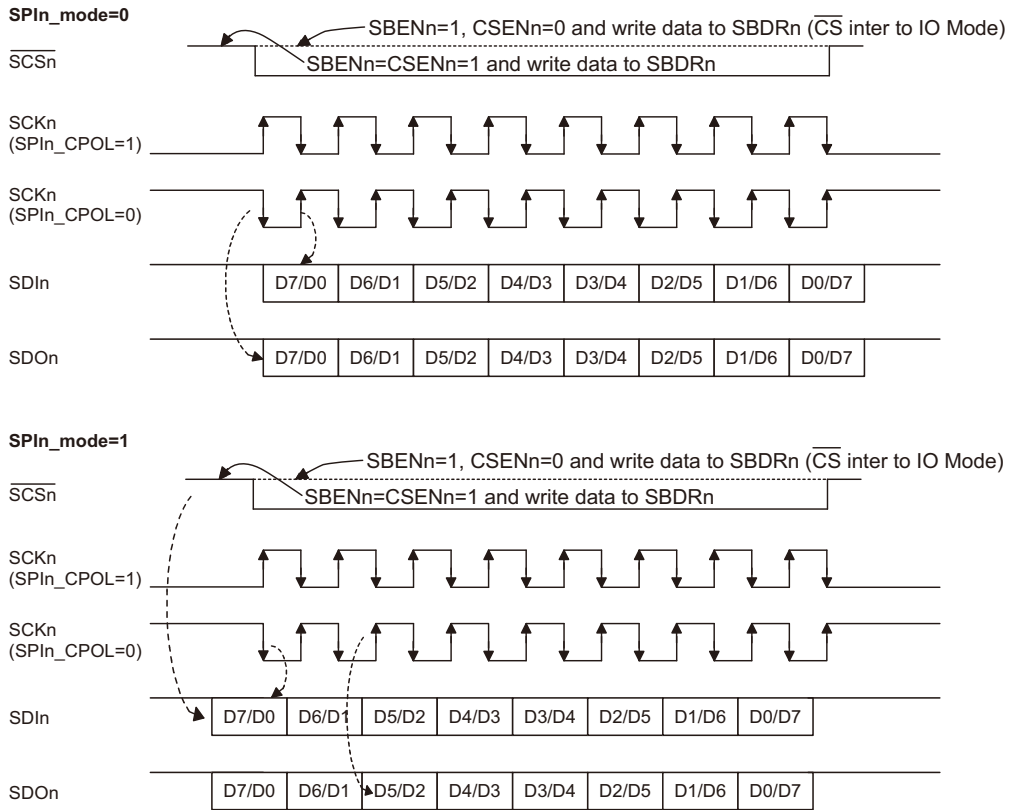 SPIn_mode=0
SBENn=1, CSENn=0 and write data to SBDRn (CS inter to IO Mode)
SCSn
SBENn=CSENn=1 and write data to SBDRn
SCKn
(SPIn_CPOL=1)
SCKn
(SPIn_CPOL=0)
SDIn D7/D0 D6/D1 D5/D2 D4/D3 D3/D4 D2/D5 D1/D6 D0/D7
SDOn D7/D0 D6/D1 D5/D2 D4/D3 D3/D4 D2/D5 D1/D6 D0/D7
SPIn_mode=1
SBENn=1, CSENn=0 and write data to SBDRn (CS inter to IO Mode)
SCSn
SBENn=CSENn=1 and write data to SBDRn
SCKn
(SPIn_CPOL=1)
SCKn
(SPIn_CPOL=0)
SDIn D7/D0 D6/D1 D5/D2 D4/D3 D3/D4 D2/D5 D1/D6 D0/D7
SDOn D7/D0 D6/D1 D5/D2 D4/D3 D3/D4 D2/D5 D1/D6 D0/D7